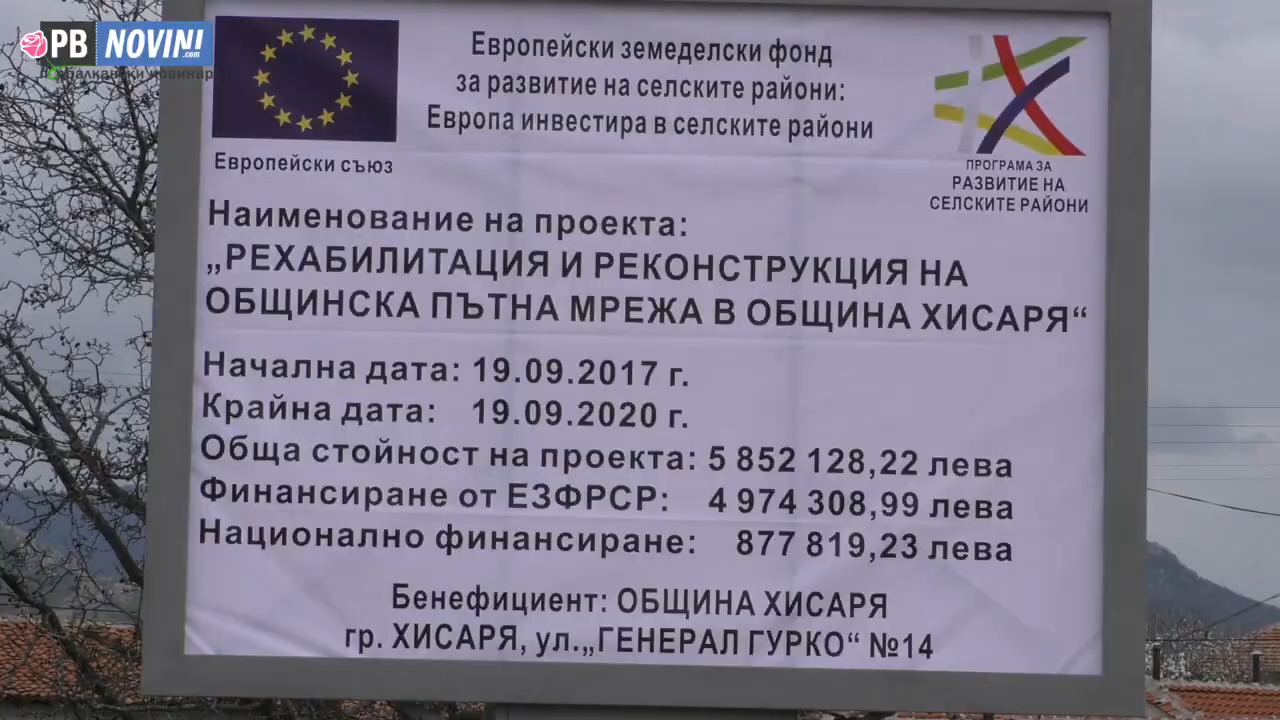 PB NOVINI .com
подбалкански новинар
Европейски земеделски фонд
за развитие на селските райони:
Европа инвестира в селските райони
Европейски съюз
ПРОГРАМА ЗА
РАЗВИТИЕ НА
СЕЛСКИТЕ РАЙОНИ
Наименование на проекта:
„РЕХАБИЛИТАЦИЯ И РЕКОНСТРУКЦИЯ НА
ОБЩИНСКА ПЪТНА МРЕЖА В ОБЩИНА ХИСАРЯ“
Начална дата: 19.09.2017 г.
Крайна дата: 19.09.2020 г.
Обща стойност на проекта: 5 852 128,22 лева
Финансиране от ЕЗФРСР: 4 974 308,99 лева
Национално финансиране: 877 819,23 лева
Бенефициент: ОБЩИНА ХИСАРЯ
гр. ХИСАРЯ, ул.„ГЕНЕРАЛ ГУРКО“ №14